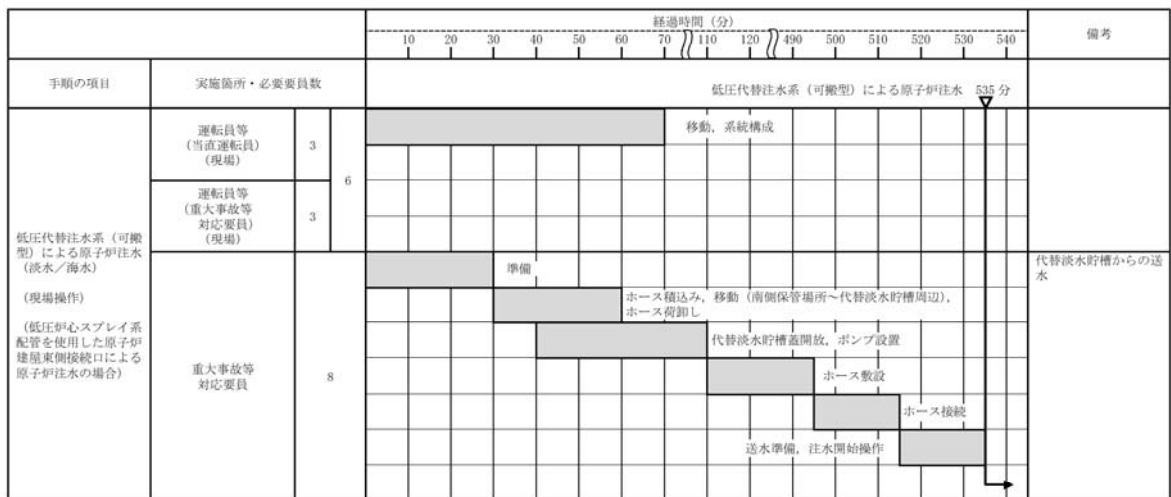 経過時間（分）
備考
10 20 30 40 50 60 70 110 120 490 500 510 520 530 540
手順の項目
実施箇所・必要要員数
低圧代替注水系（可搬型）による原子炉注水 535 分
低圧代替注水系（可搬
型）による原子炉注水
（淡水／海水）
（現場操作）
（低圧炉心スプレイ系
配管を使用した原子炉
建屋東側接続口による
原子炉注水の場合）
運転員等
（当直運転員）
（現場）
3
運転員等
（重大事故等
対応要員）
（現場）
3
6
重大事故等
対応要員
8
移動，系統構成
準備
ホース積込み，移動（南側保管場所～代替淡水貯槽周辺），
ホース荷卸し
代替淡水貯槽蓋開放，ポンプ設置
ホース敷設
ホース接続
送水準備，注水開始操作
代替淡水貯槽からの送
水